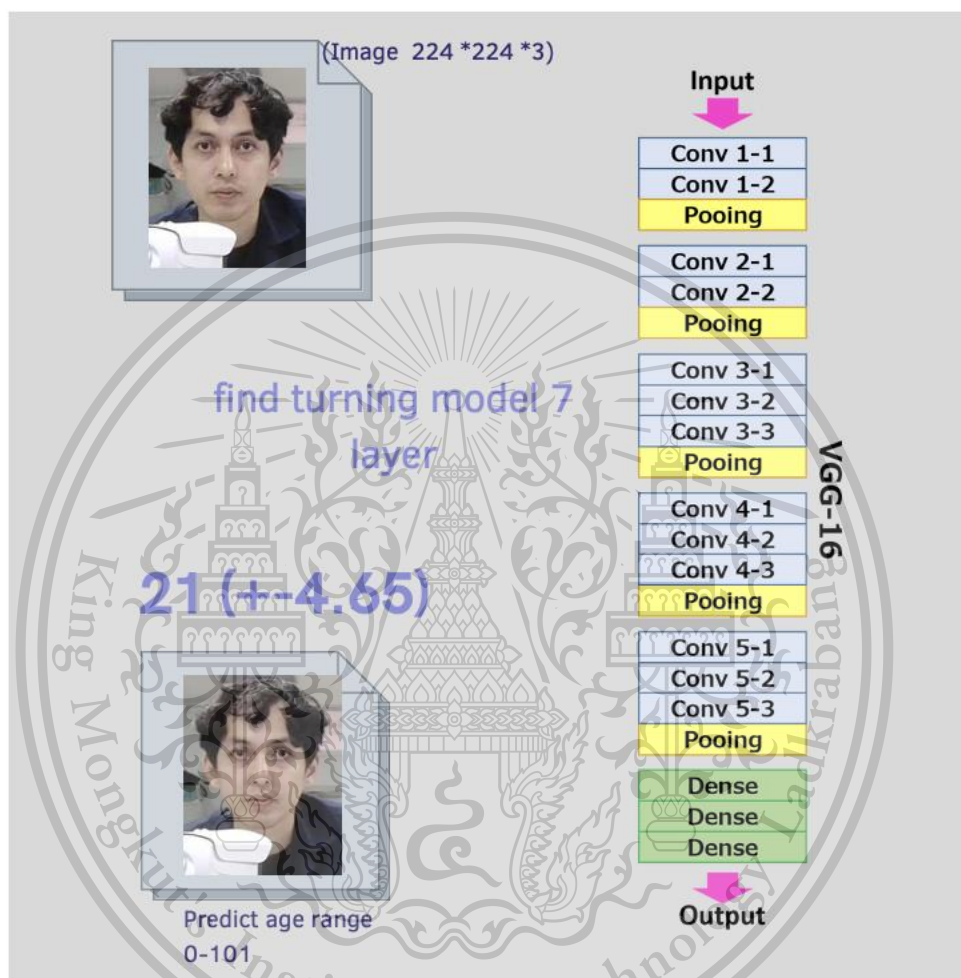 (Image 224 *224 *3)
find turning model 7
layer
21 (+-4.65)
Predict age range
0-101
Input
Conv 1-1
Conv 1-2
Pooing
Conv 2-1
Conv 2-2
Pooing
Conv 3-1
Conv 3-2
Conv 3-3
Pooing
Conv 4-1
Conv 4-2
Conv 4-3
Pooing
Conv 5-1
Conv 5-2
Conv 5-3
Pooing
Dense
Dense
Dense
Output
VGG-16
King Mongkut's Institute of Technology Ladkrabang